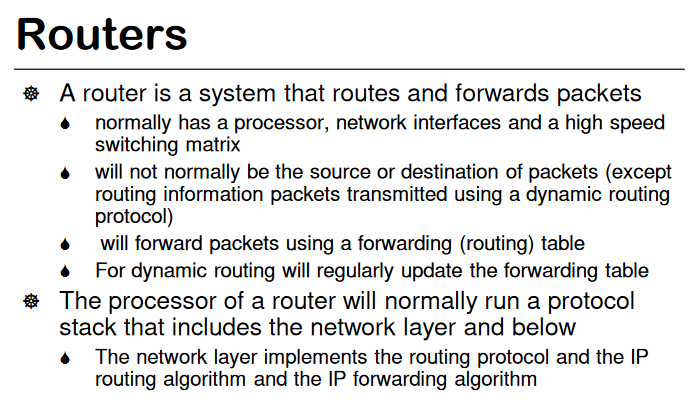 Routers
A router is a system that routes and forwards packets
normally has a processor, network interfaces and a high speed
switching matrix
will not normally be the source or destination of packets (except
routing information packets transmitted using a dynamic routing
protocol)
will forward packets using a forwarding (routing) table
For dynamic routing will regularly update the forwarding table
The processor of a router will normally run a protocol
stack that includes the network layer and below
The network layer implements the routing protocol and the IP
routing algorithm and the IP forwarding algorithm